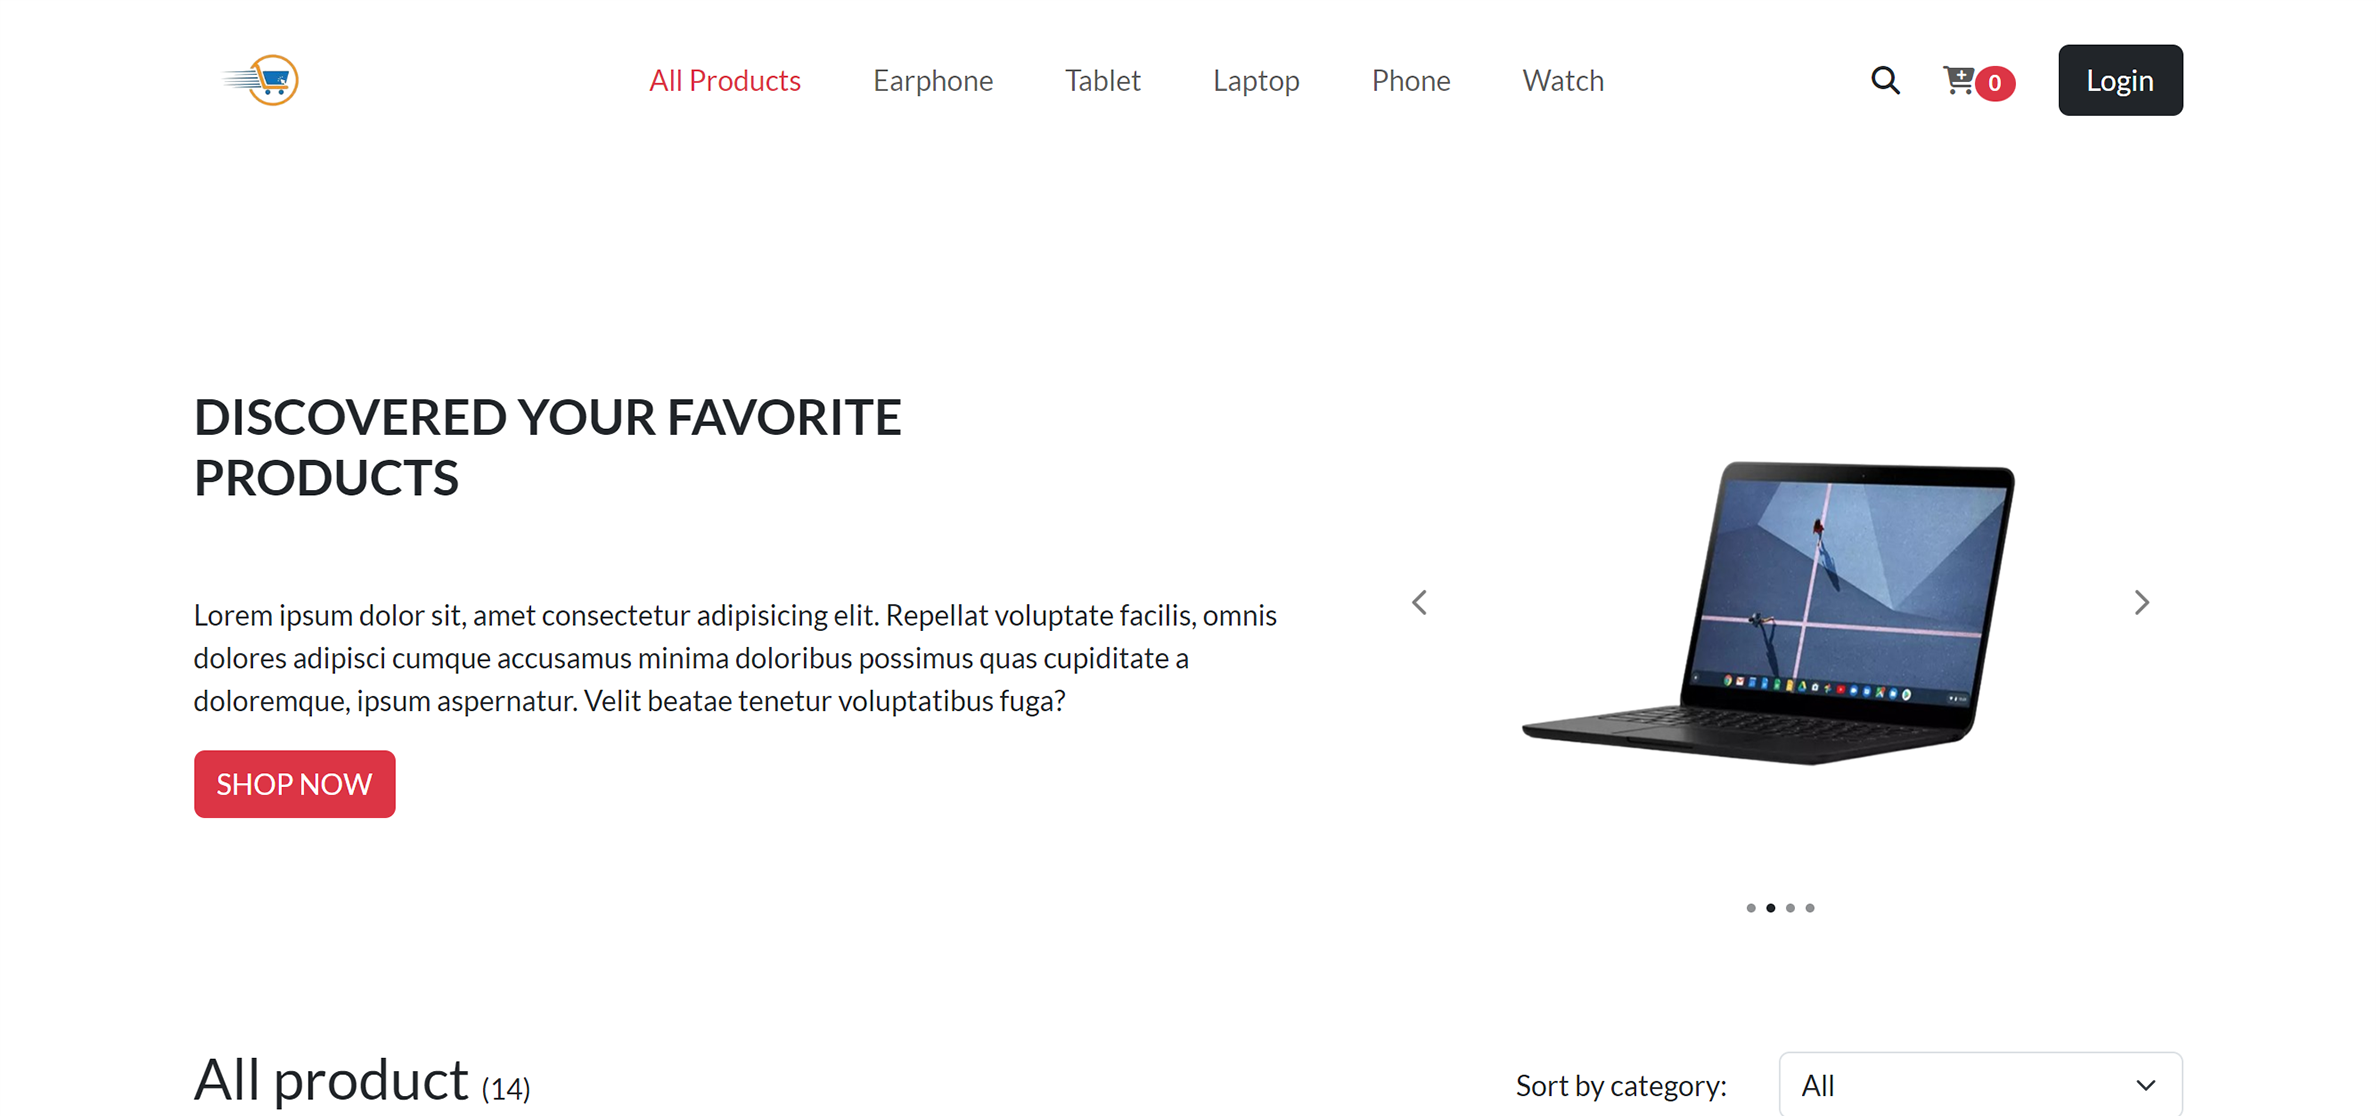 All Products Earphone Tablet Laptop Phone Watch 0 Login
DISCOVERED YOUR FAVORITE
PRODUCTS
Lorem ipsum dolor sit, amet consectetur adipisicing elit. Repellat voluptate facilis, omnis
dolores adipisci cumque accusamus minima doloribus possimus quas cupiditate a
doloremque, ipsum aspernatur. Velit beatae tenetur voluptatibus fuga?
SHOP NOW
All product (14) Sort by category: All